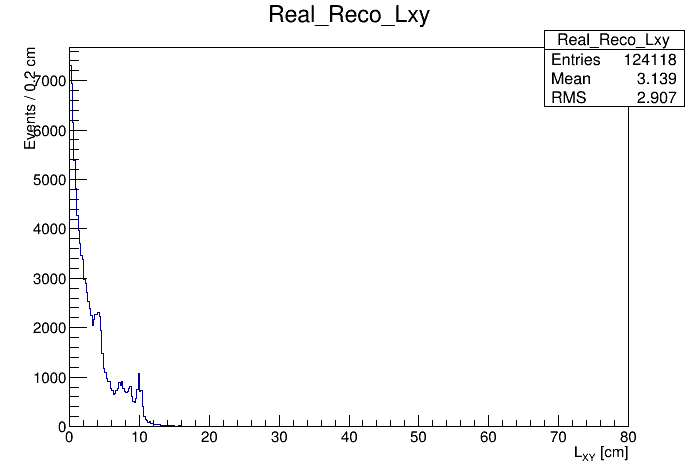 Real_Reco_Lxy
Real_Reco_Lxy
Entries 124118
Mean 3.139
RMS 2.907
Events / 0.2 cm
7000
6000
5000
4000
3000
2000
1000
0
0 10 20 30 40 50 60 70 80
L_XY [cm]